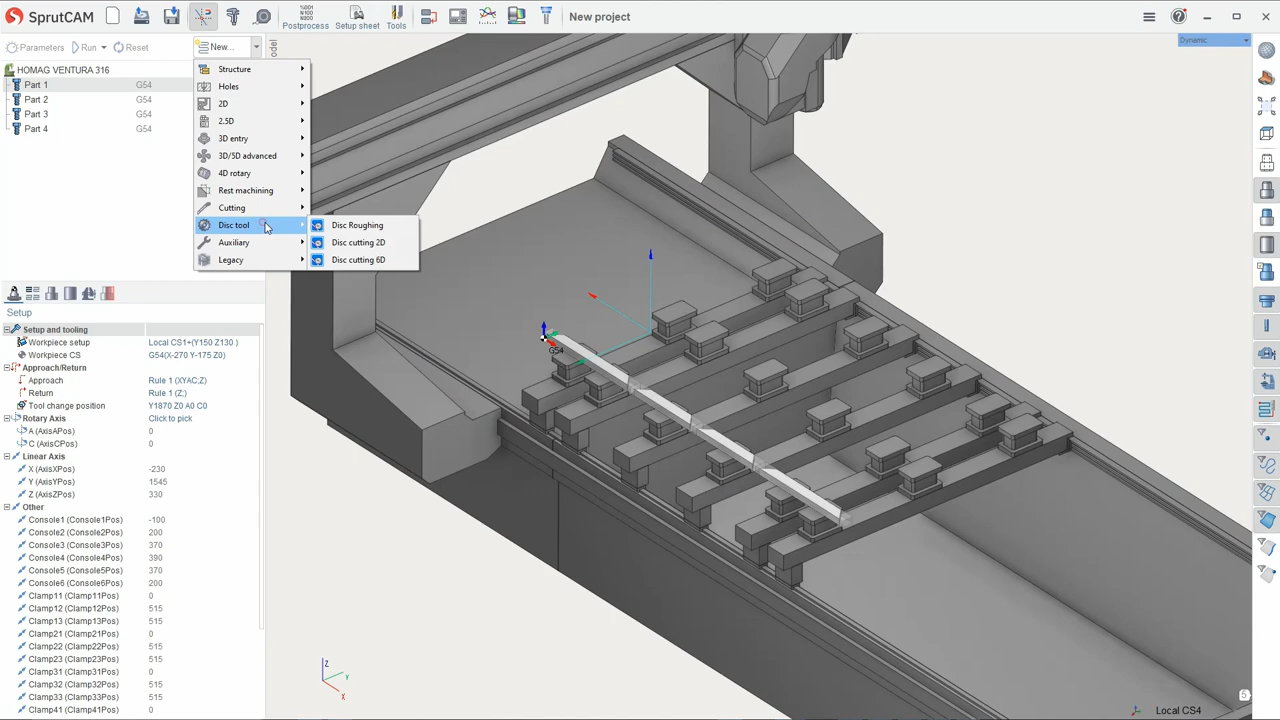 SprutCAM
%001
N10...
N100...
Postprocess
Setup sheet
Tools
New project
Parameters
Run
Reset
New...
odel
Dynamic
HOMAG VENTURA 316
Part 1 G54
Part 2 G54
Part 3 G54
Part 4 G54
Structure
Holes
2D
2.5D
3D entry
3D/5D advanced
4D rotary
Rest machining
Cutting
Disc tool
Auxiliary
Legacy
Disc Roughing
Disc cutting 2D
Disc cutting 6D
Setup
Setup and tooling
Workpiece setup Local CS1+(Y150 Z130 )
Workpiece CS G54(X-270 Y-175 Z0)
Approach/Return
Approach Rule 1 (XYAC;Z)
Return Rule 1 (Z;)
Tool change position Y1870 Z0 A0 C0
Rotary Axis Click to pick
A (AxisAPos) 0
C (AxisCPos) 0
Linear Axis
X (AxisXPos) -230
Y (AxisYPos) 1545
Z (AxisZPos) 330
Other
Console1 (Console1Pos) -100
Console2 (Console2Pos) 200
Console3 (Console3Pos) 370
Console4 (Console4Pos) 390
Console5 (Console5Pos) 370
Console6 (Console6Pos) 200
Clamp11 (Clamp11Pos) 0
Clamp12 (Clamp12Pos) 515
Clamp13 (Clamp13Pos) 515
Clamp21 (Clamp21Pos) 0
Clamp22 (Clamp22Pos) 515
Clamp23 (Clamp23Pos) 515
Clamp31 (Clamp31Pos) 0
Clamp32 (Clamp32Pos) 515
Clamp33 (Clamp33Pos) 515
Clamp41 (Clamp41Pos) 0
G54
Z
Y
X
5
Local CS4